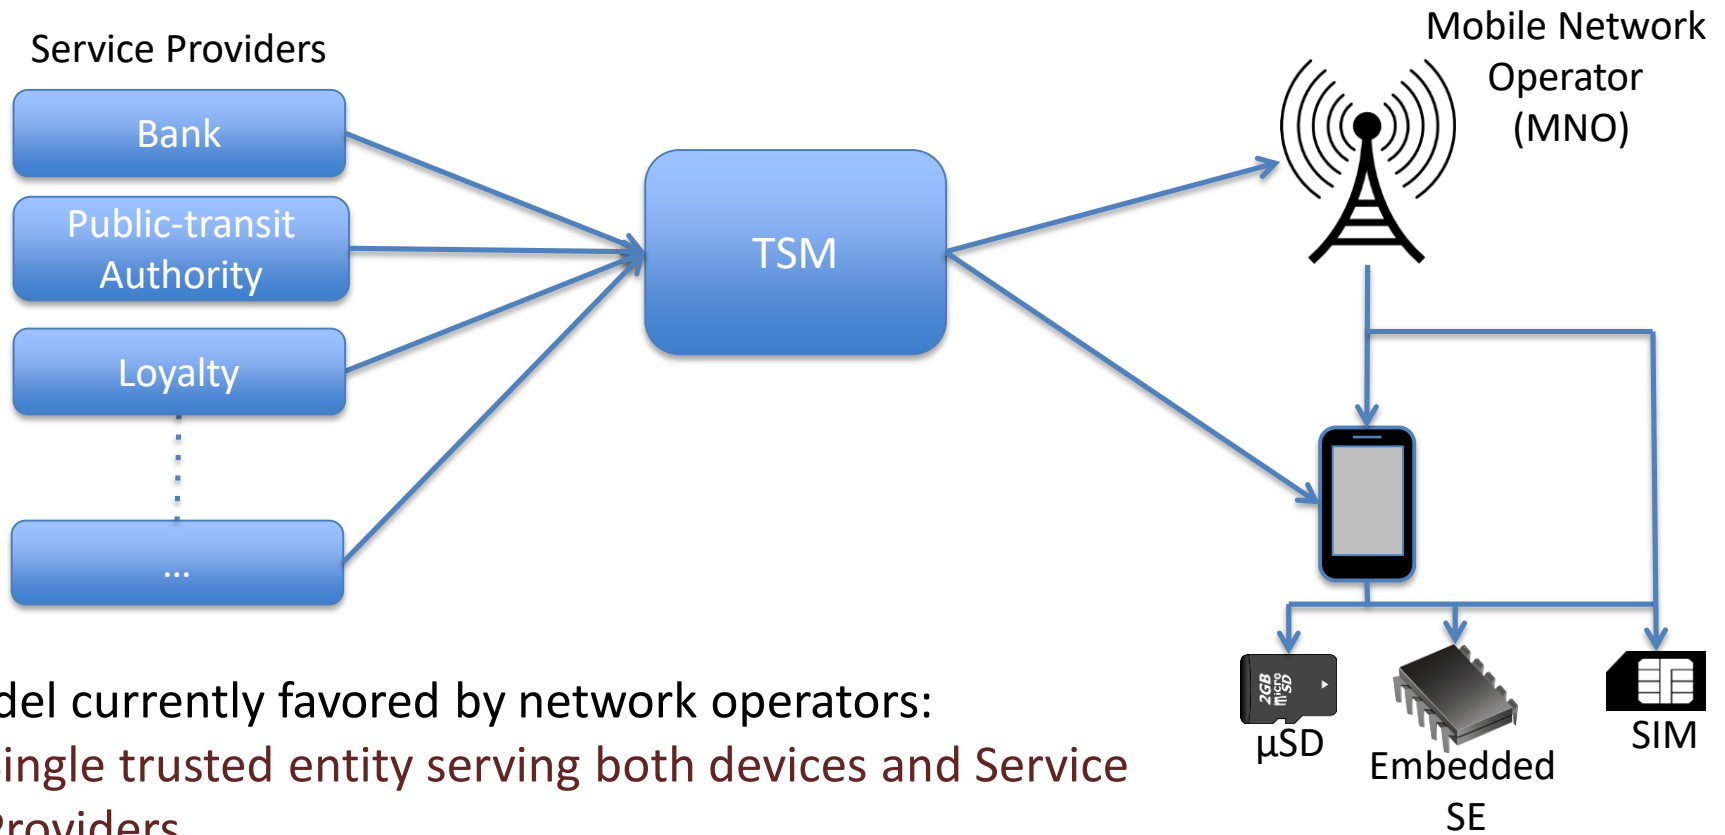 Service Providers
Bank
Public-transit
Authority
Loyalty
...
TSM
Mobile Network
Operator
(MNO)
2GB
micro
SD
µSD
Embedded
SE
SIM
del currently favored by network operators:
ingle trusted entity serving both devices and Service
Providers